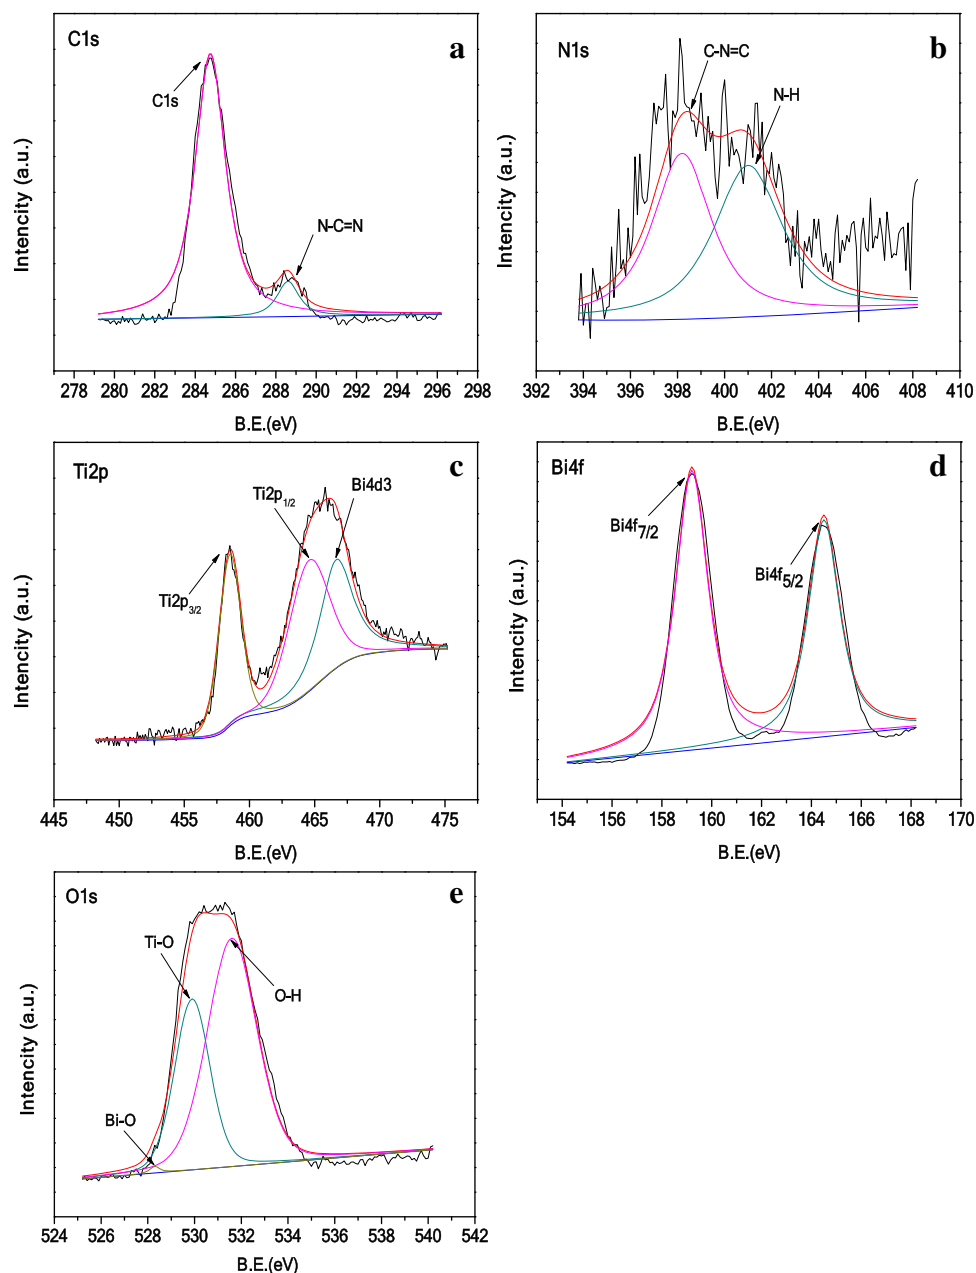 C1s
a
C1s
N-C=N
Intencity (a.u.)
278 280 282 284 286 288 290 292 294 296 298
B.E.(eV)
N1s
b
C-N=C
N-H
Intencity (a.u.)
392 394 396 398 400 402 404 406 408 410
B.E.(eV)
Ti2p
c
Ti2p1/2
Bi4d3
Ti2p3/2
Intencity (a.u.)
445 450 455 460 465 470 475
B.E.(eV)
Bi4f
d
Bi4f7/2
Bi4f5/2
Intencity (a.u.)
154 156 158 160 162 164 166 168 170
B.E.(eV)
O1s
e
Ti-O
O-H
Bi-O
Intencity (a.u.)
524 526 528 530 532 534 536 538 540 542
B.E.(eV)